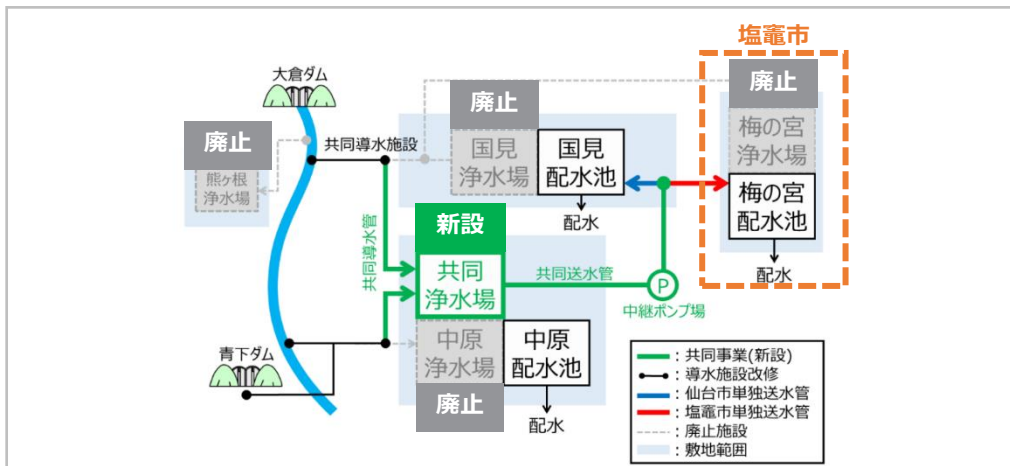 塩竈市
大倉ダム
廃止
廃止
廃止
共同導水施設
熊ヶ根
浄水場
国見
浄水場
国見
配水池
梅の宮
浄水場
梅の宮
配水池
配水
配水
新設
共同導水管
共同
浄水場
共同送水管
P
中継ポンプ場
青下ダム
中原
浄水場
中原
配水池
廃止
配水
：共同事業(新設)
：導水施設改修
：仙台市単独送水管
：塩竈市単独送水管
：廃止施設
：敷地範囲